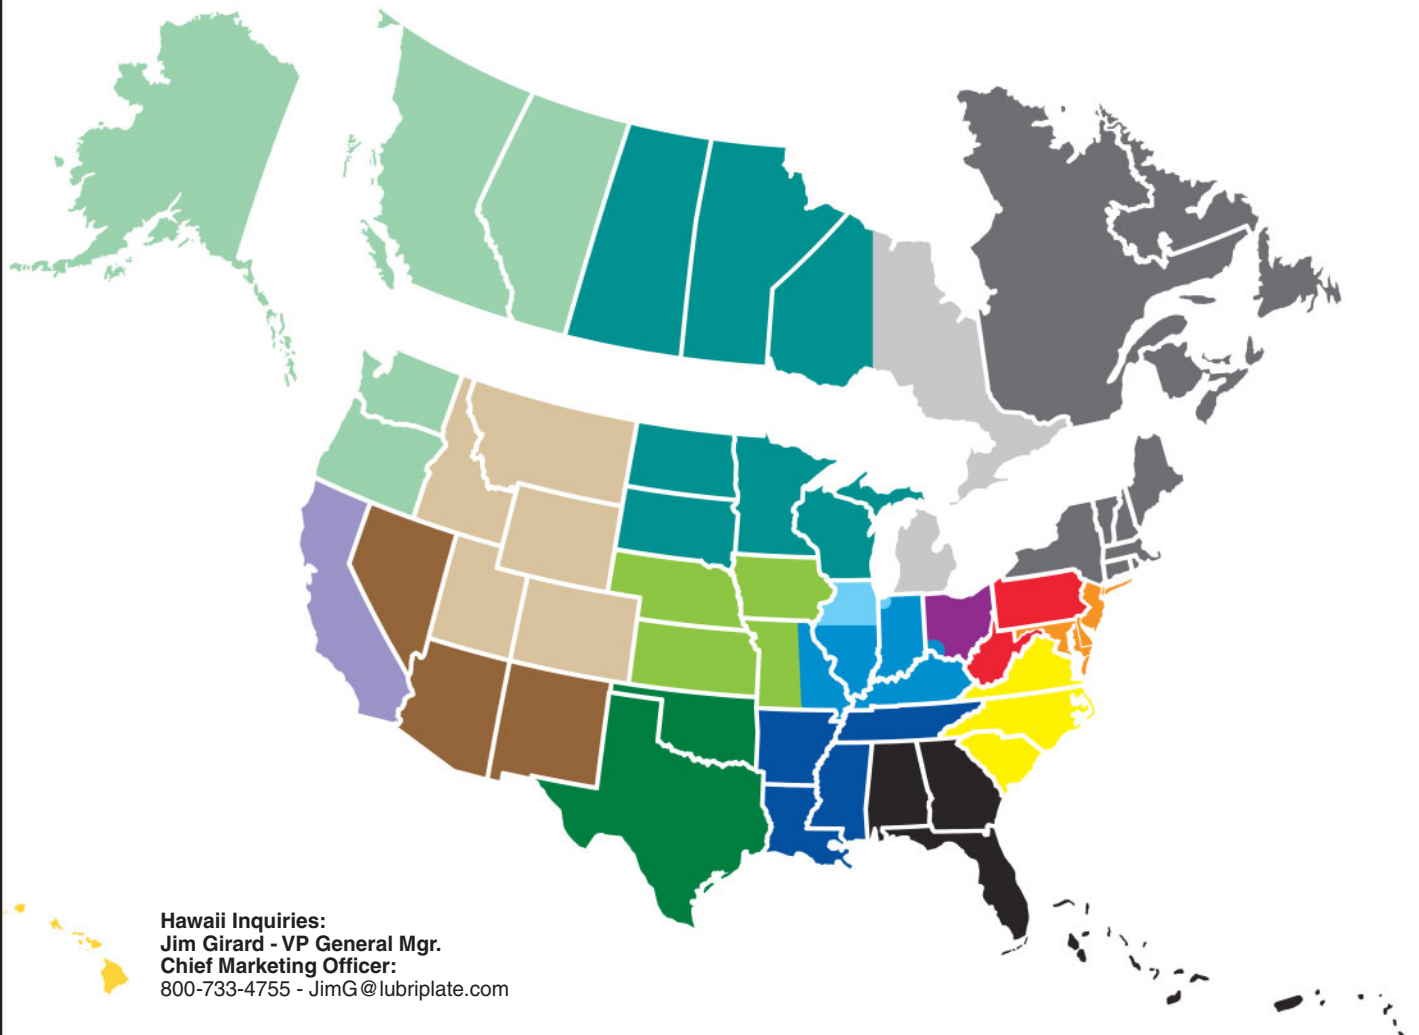 Hawaii Inquiries:
Jim Girard - VP General Mgr.
Chief Marketing Officer:
800-733-4755 - JimG@lubriplate.com